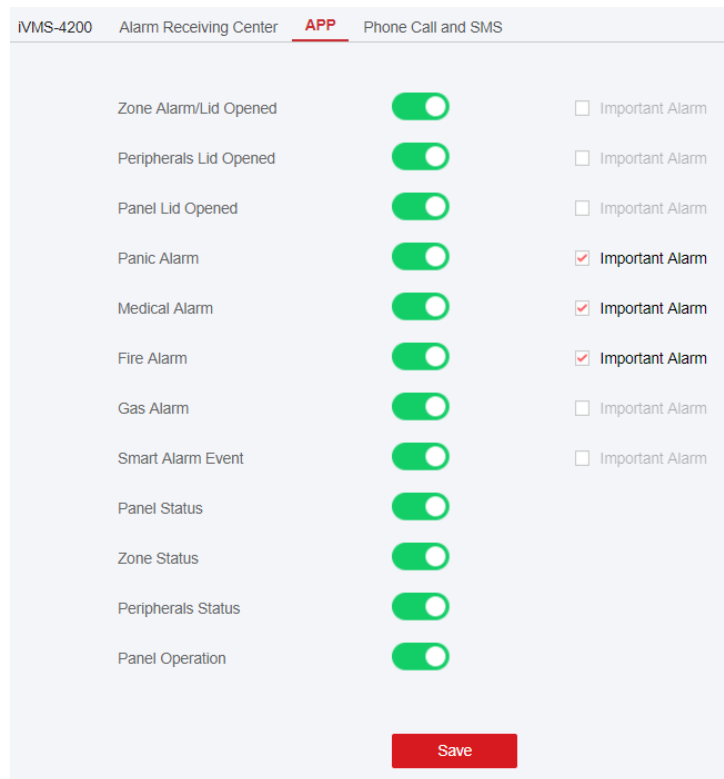 iVMS-4200 Alarm Receiving Center APP Phone Call and SMS
Zone Alarm/Lid Opened Important Alarm
Peripherals Lid Opened Important Alarm
Panel Lid Opened Important Alarm
Panic Alarm Important Alarm
Medical Alarm Important Alarm
Fire Alarm Important Alarm
Gas Alarm Important Alarm
Smart Alarm Event Important Alarm
Panel Status
Zone Status
Peripherals Status
Panel Operation
Save